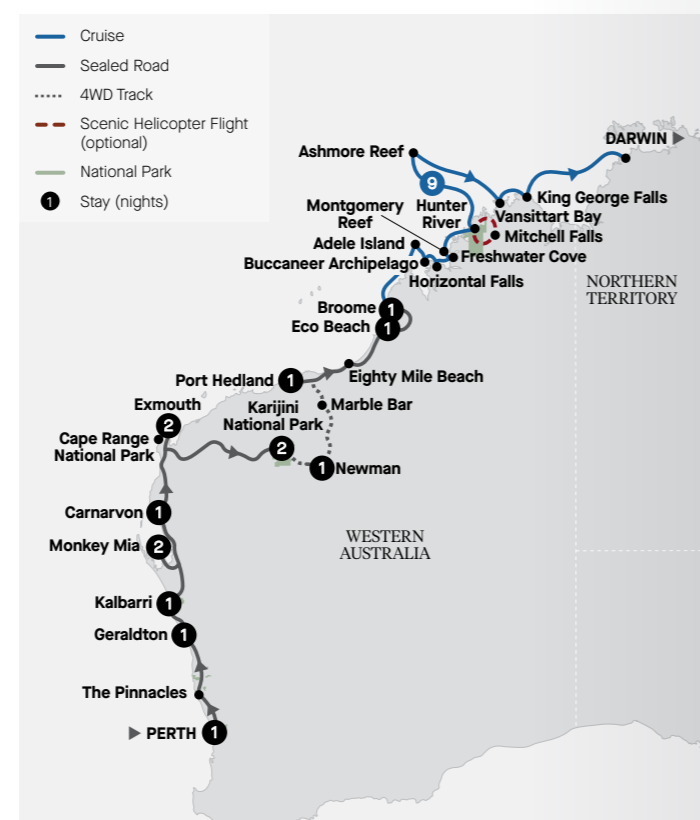 Cruise
Sealed Road
4WD Track
Scenic Helicopter Flight
(optional)
National Park
1 Stay (nights)
DARWIN
Ashmore Reef
9
King George Falls
Hunter
River
Vansittart Bay
Montgomery
Reef
Mitchell Falls
Adele Island
Freshwater Cove
Buccaneer Archipelago
Horizontal Falls
NORTHERN
TERRITORY
Broome 1
Eco Beach 1
Port Hedland 1
Eighty Mile Beach
Exmouth
2
Karijini
National Park
2
Marble Bar
Cape Range
National Park
1 Newman
Carnarvon 1
WESTERN
AUSTRALIA
Monkey Mia 2
Kalbarri 1
Geraldton 1
The Pinnacles
PERTH 1